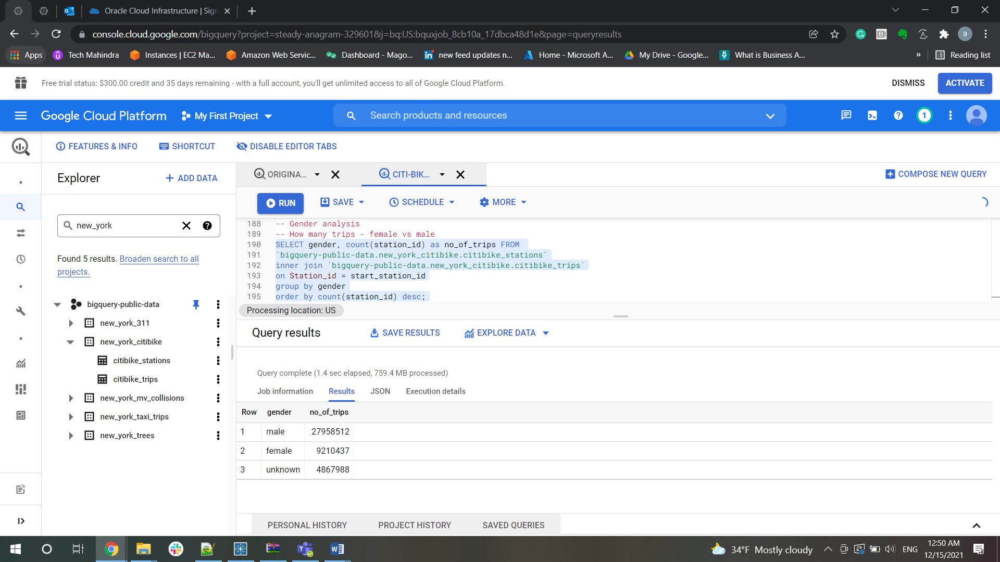 Oracle Cloud Infrastructure | Sign
console.cloud.google.com/bigquery?project=steady-anagram-329601&j=bq:US:bquxjob_8cb10a_17dbca48d1e&page=queryresults
a
Apps Tech Mahindra Instances | EC2 Ma... Amazon Web Servic... Dashboard - Mago... new feed updates n... Home - Microsoft A... My Drive - Google... What is Business A... » Reading list
Free trial status: $300.00 credit and 35 days remaining - with a full account, you'll get unlimited access to all of Google Cloud Platform.
DISMISS ACTIVATE
Google Cloud Platform My First Project Search products and resources 1
FEATURES & INFO SHORTCUT DISABLE EDITOR TABS
Explorer + ADD DATA
ORIGINA... CITI-BIK... COMPOSE NEW QUERY
RUN SAVE SCHEDULE MORE
new_york
Found 5 results. Broaden search to all
projects.
bigquery-public-data
new_york_311
new_york_citibike
citibike_stations
citibike_trips
new_york_mv_collisions
new_york_taxi_trips
new_york_trees
188 -- Gender analysis
189 -- How many trips - female vs male
190 SELECT gender, count(station_id) as no_of_trips FROM
191 `bigquery-public-data.new_york_citibike.citibike_stations`
192 inner join `bigquery-public-data.new_york_citibike.citibike_trips`
193 on Station_id = start_station_id
194 group by gender
195 order by count(station_id) desc;
Processing location: US
Query results SAVE RESULTS EXPLORE DATA
Query complete (1.4 sec elapsed, 759.4 MB processed)
Job information Results JSON Execution details
Row gender no_of_trips
1 male 27958512
2 female 9210437
3 unknown 4867988
PERSONAL HISTORY PROJECT HISTORY SAVED QUERIES
34°F Mostly cloudy ENG 12:50 AM
12/15/2021